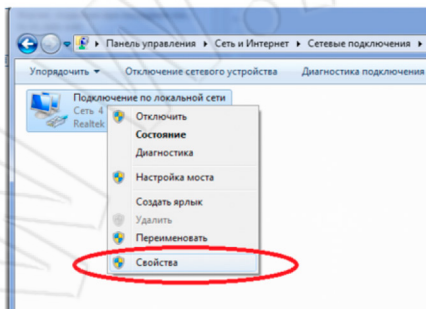 Панель управления ▸ Сеть и Интернет ▸ Сетевые подключения ▸
Упорядочить ▾ Отключение сетевого устройства Диагностика подключения
Подключение по локальной сети
Сеть 4
Realtek
Отключить
Состояние
Диагностика
Настройка моста
Создать ярлык
Удалить
Переименовать
Свойства